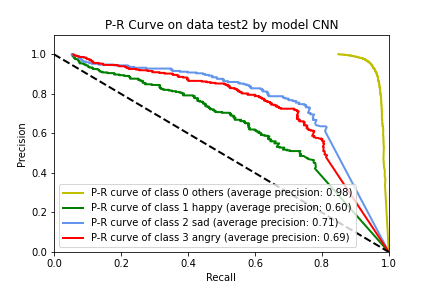 P-R Curve on data test2 by model CNN
Precision
1.0
0.8
0.6
0.4
0.2
0.0
P-R curve of class 0 others (average precision: 0.98)
P-R curve of class 1 happy (average precision: 0.60)
P-R curve of class 2 sad (average precision: 0.71)
P-R curve of class 3 angry (average precision: 0.69)
0.0 0.2 0.4 0.6 0.8 1.0
Recall